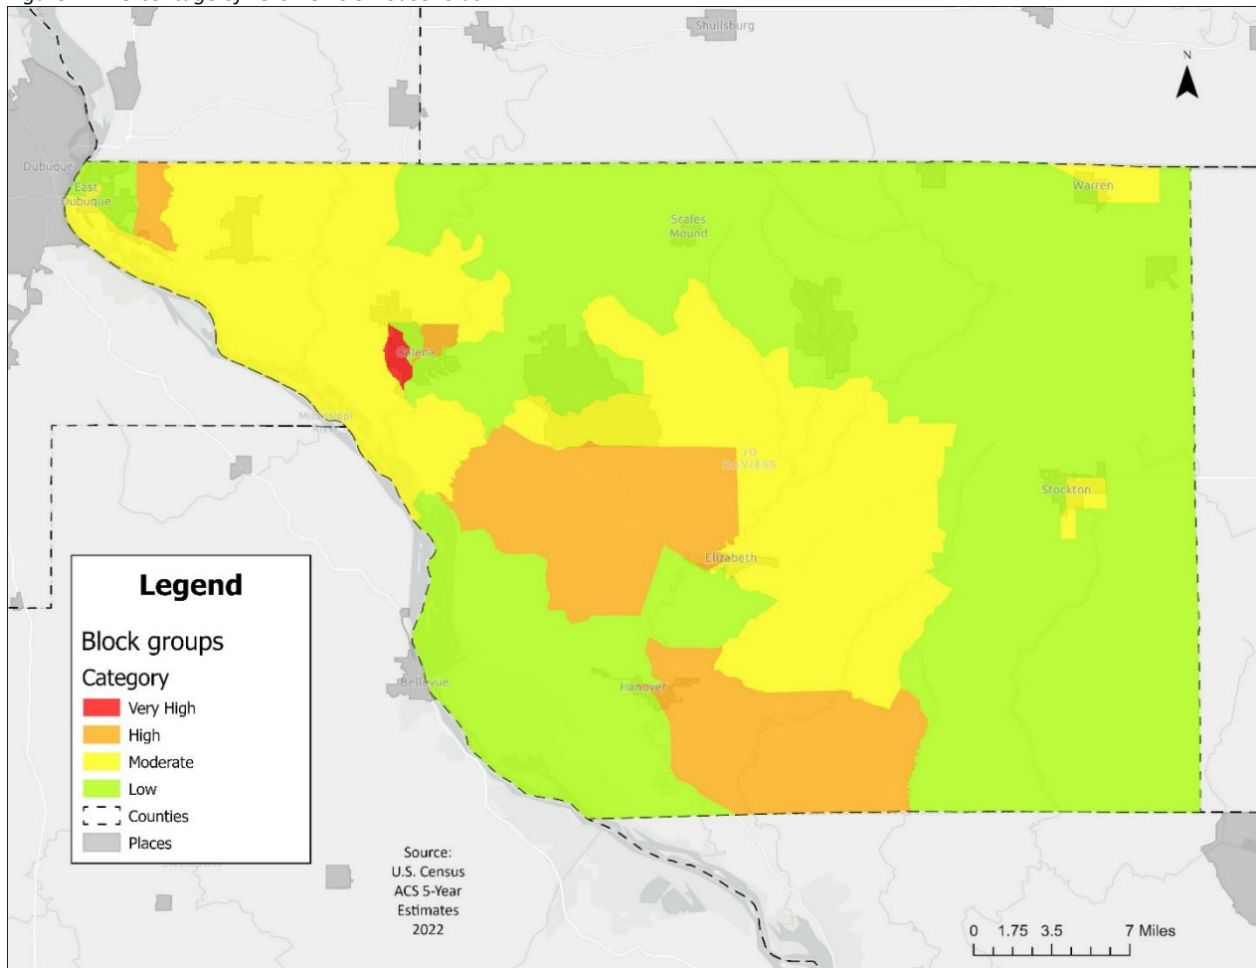 Shullsburg
N
Dubuque
East
Dubuque
Warren
Scales
Mound
Galena
Mississippi
JO
DAVIESS
Stockton
Elizabeth
Hanover
Bellevue
Legend
Block groups
Category
Very High
High
Moderate
Low
Counties
Places
Source:
U.S. Census
ACS 5-Year
Estimates
2022
0 1.75 3.5 7 Miles